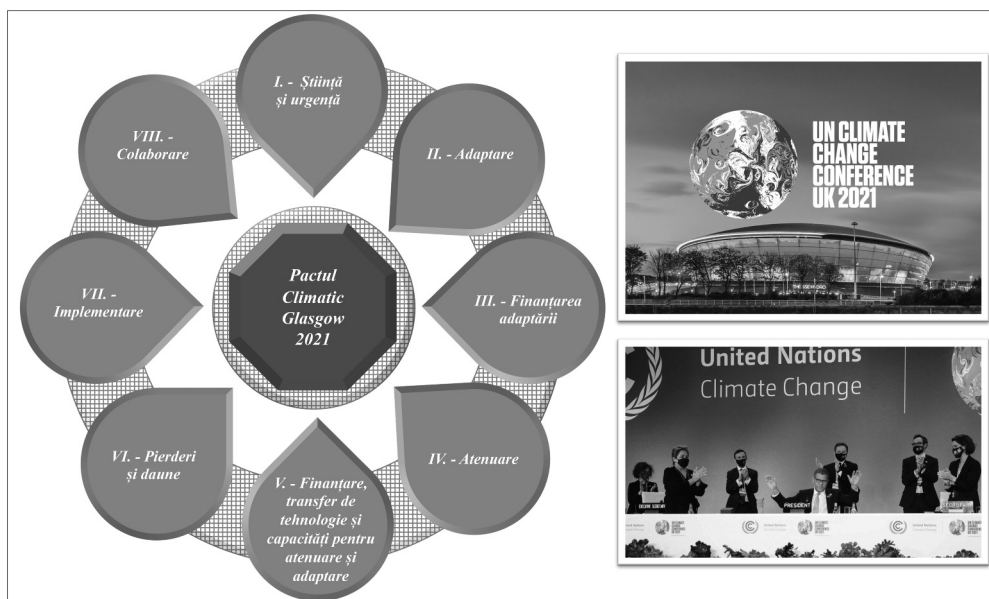 I. - Știință
și urgență
II. - Adaptare
III. - Finanțarea
adaptării
IV. - Atenuare
V. - Finanțare,
transfer de
tehnologie și
capacități pentru
atenuare și
adaptare
VI. - Pierderi
și daune
VII. -
Implementare
VIII. -
Colaborare
Pactul
Climatic
Glasgow
2021
UN CLIMATE
CHANGE
CONFERENCE
UK 2021
United Nations
Climate Change
PRESIDENT